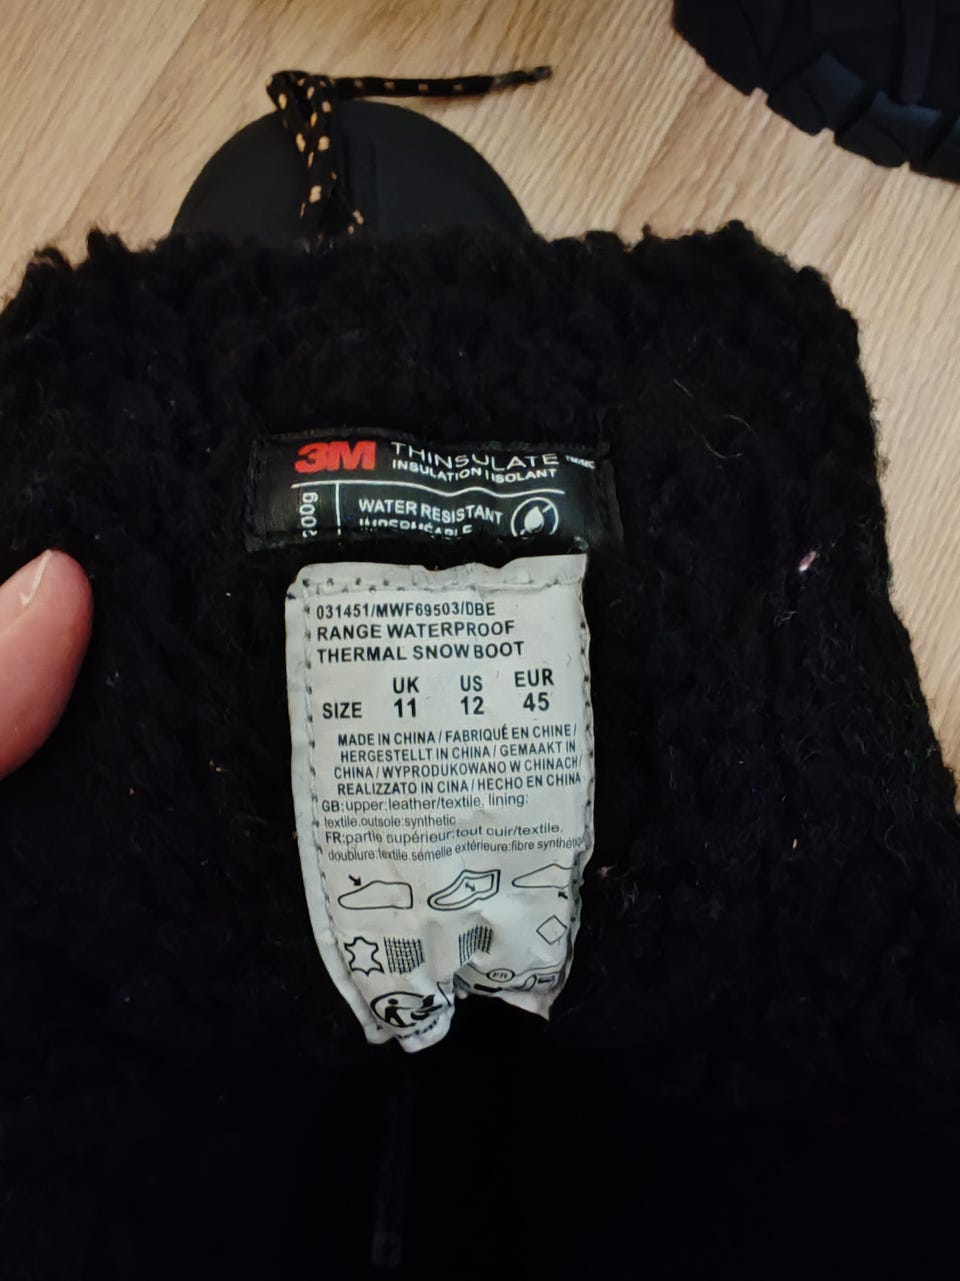 3M THINSULATE
INSULATION | ISOLANT
200g
WATER RESISTANT
IMPERMÉABLE
031451/MWF69503/DBE
RANGE WATERPROOF
THERMAL SNOW BOOT
UK US EUR
SIZE 11 12 45
MADE IN CHINA / FABRIQUÉ EN CHINE /
HERGESTELLT IN CHINA / GEMAAKT IN
CHINA / WYPRODUKOWANO W CHINACH/
REALIZZATO IN CINA / HECHO EN CHINA
GB:upper:leather/textile, lining:
textile.outsole:synthetic
FR:partie supérieur:tout cuir/textile,
doublure:textile.semelle extérieure:fibre synthétique
FR